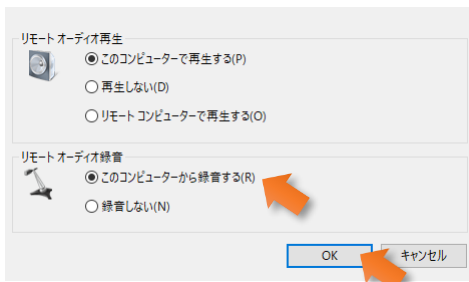 リモート オーディオ再生
このコンピューターで再生する(P)
再生しない(D)
リモート コンピューターで再生する(O)
リモート オーディオ録音
このコンピューターから録音する(R)
録音しない(N)
OK キャンセル